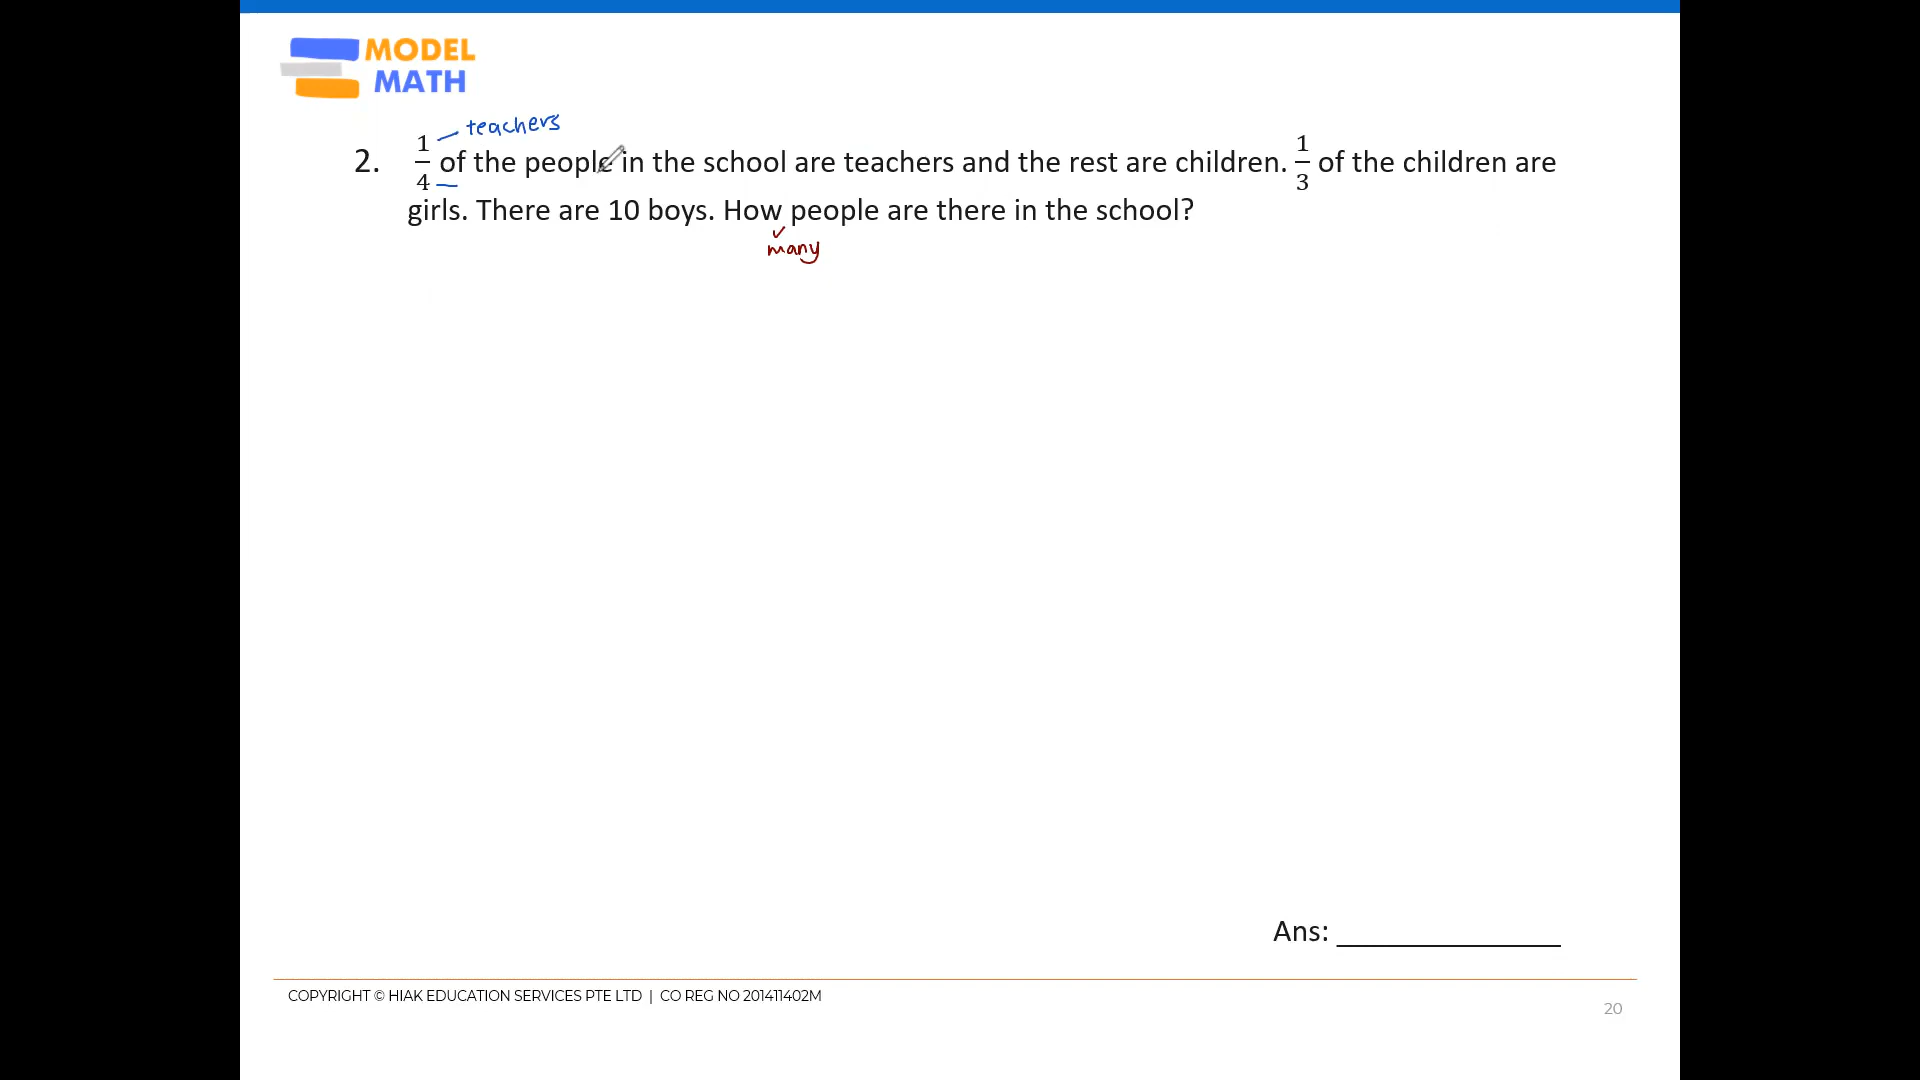 MODEL
MATH
teachers
2. 1/4 of the people in the school are teachers and the rest are children. 1/3 of the children are
girls. There are 10 boys. How people are there in the school?
many
Ans: ______________
COPYRIGHT © HIAK EDUCATION SERVICES PTE LTD | CO REG NO 201411402M
20